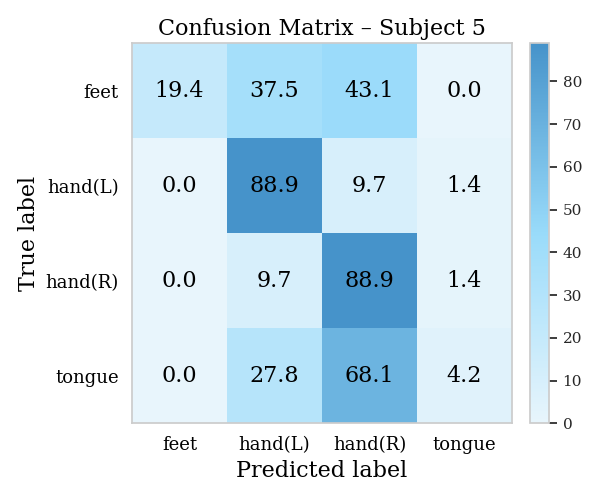 Confusion Matrix – Subject 5
feet 19.4 37.5 43.1 0.0
hand(L) 0.0 88.9 9.7 1.4
hand(R) 0.0 9.7 88.9 1.4
tongue 0.0 27.8 68.1 4.2
feet hand(L) hand(R) tongue
Predicted label
True label
80
70
60
50
40
30
20
10
0